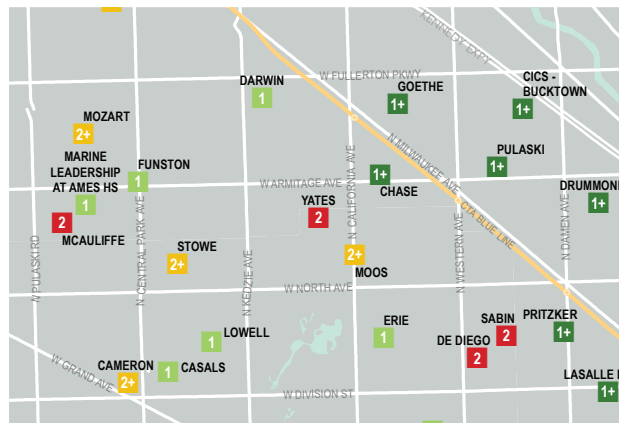 KENNEDY EXPY
W FULLERTON PKWY
DARWIN
1
GOETHE
1+
CICS -
BUCKTOWN
1+
MOZART
2+
MARINE
LEADERSHIP
AT AMES HS
1
FUNSTON
1
N MILWAUKEE AVE
PULASKI
1+
W ARMITAGE AVE
1+
CHASE
DRUMMOND
1+
2
MCAULIFFE
YATES
2
N CALIFORNIA AVE
CTA BLUE LINE
STOWE
2+
2+
MOOS
N PULASKI RD
N CENTRAL PARK AVE
N KEDZIE AVE
N WESTERN AVE
N DAMEN AVE
W NORTH AVE
LOWELL
1
ERIE
1
SABIN
2
PRITZKER
1+
DE DIEGO
2
W GRAND AVE
CAMERON
2+
1
CASALS
W DIVISION ST
LASALLE
1+